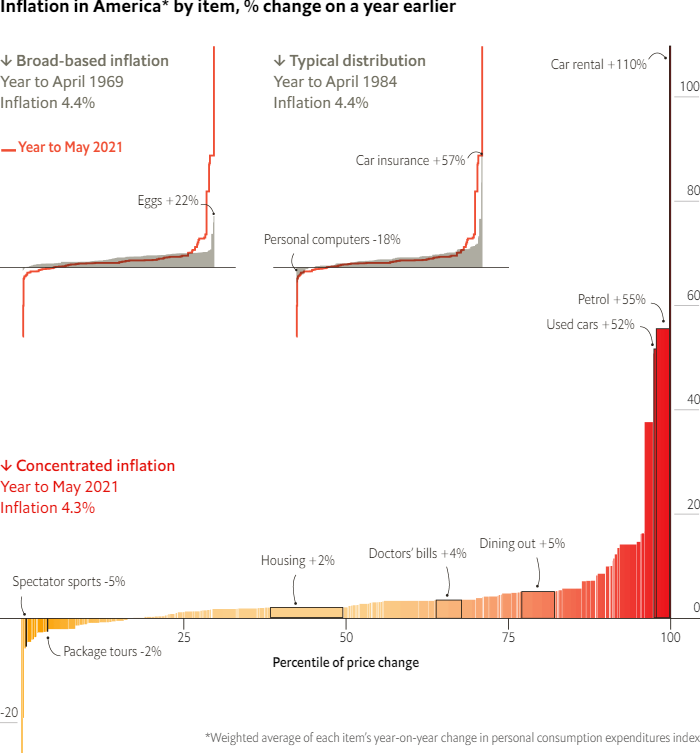 Inflation in America* by item, % change on a year earlier
↓ Broad-based inflation
Year to April 1969
Inflation 4.4%
Year to May 2021
Eggs +22%
↓ Typical distribution
Year to April 1984
Inflation 4.4%
Car insurance +57%
Personal computers -18%
Car rental +110%
100
80
Petrol +55%
60
Used cars +52%
40
↓ Concentrated inflation
Year to May 2021
Inflation 4.3%
20
Dining out +5%
Doctors' bills +4%
Housing +2%
Spectator sports -5%
0
25
50
75
100
Package tours -2%
Percentile of price change
-20
*Weighted average of each item's year-on-year change in personal consumption expenditures index